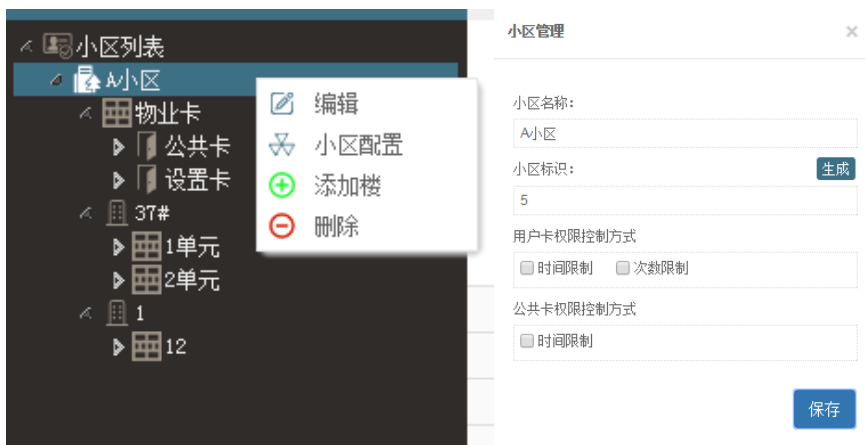 小区列表
A小区
物业卡
公共卡
设置卡
37#
1单元
2单元
1
12
编辑
小区配置
添加楼
删除
小区管理
×
小区名称:
A小区
小区标识:
生成
5
用户卡权限控制方式
时间限制 次数限制
公共卡权限控制方式
时间限制
保存